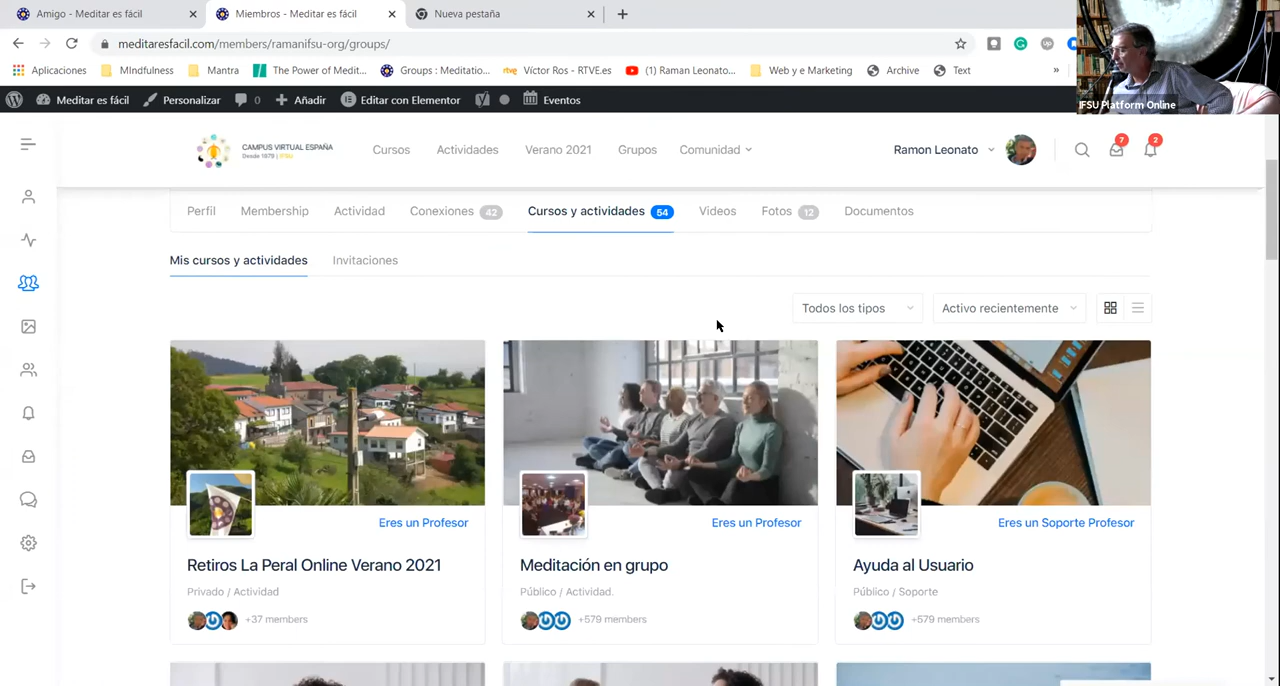 Amigo - Meditar es fácil
Miembros - Meditar es fácil
Nueva pestaña
meditaresfacil.com/members/ramanifsu-org/groups/
Aplicaciones
MIndfulness
Mantra
The Power of Medit...
Groups : Meditatio...
Víctor Ros - RTVE.es
(1) Raman Leonato...
Web y e Marketing
Archive
Text
»
IFSU Platform Online
Meditar es fácil
Personalizar
0
Añadir
Editar con Elementor
Eventos
CAMPUS VIRTUAL ESPAÑA
Desde 1879 | IFSu
Cursos
Actividades
Verano 2021
Grupos
Comunidad
Ramon Leonato
7
2
Perfil
Membership
Actividad
Conexiones 42
Cursos y actividades 54
Videos
Fotos 12
Documentos
Mis cursos y actividades
Invitaciones
Todos los tipos
Activo recientemente
Eres un Profesor
Retiros La Peral Online Verano 2021
Privado / Actividad
+37 members
Eres un Profesor
Meditación en grupo
Público / Actividad.
+579 members
Eres un Soporte Profesor
Ayuda al Usuario
Público / Soporte
+579 members